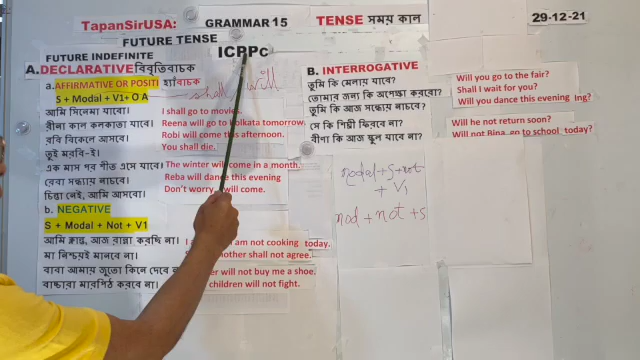 TapanSirUSA: GRAMMAR 15 TENSE সময় কাল 29-12-21
FUTURE TENSE
FUTURE INDEFINITE ICPPc
A.DECLARATIVE বিবৃতিবাচক
a. AFFIRMATIVE OR POSITI হ্যাঁবাচক
shall will
S + Modal + V1+ O A
আমি সিনেমা যাবো। I shall go to movies.
রীনা কাল কলকাতা যাবে। Reena will go to Kolkata tomorrow.
রবি বিকেলে আসবে। Robi will come this afternoon.
তুই মরবি-ই। You shall die.
এক মাস পর শীত এসে যাবে। The winter will come in a month.
রেবা সন্ধ্যায় নাচবে। Reba will dance this evening
চিন্তা নেই, আমি আসবো। Don't worry, will come.
b. NEGATIVE
S + Modal + Not + V1
আমি ক্লান্ত, আজ রান্না করছি না। I am not cooking today.
মা নিশ্চয়ই মানবে না। other shall not agree.
বাবা আমায় জুতো কিনে দেবে না er will not buy me a shoe.
বাচ্চারা মারপিঠ করবে না। children will not fight.
B. INTERROGATIVE
তুমি কি মেলায় যাবে? Will you go to the fair?
তোমার জন্য কি অপেক্ষা করবো? Shall I wait for you?
তুমি কি আজ সন্ধ্যায় নাচবে? Will you dance this evening ing?
সে কি শিগ্রী ফিরবে না? Will he not return soon?
বীণা কি আজ স্কুল যাবে না? Will not Bina go to school today?
modal + S + not
+ V1
mod + not + S